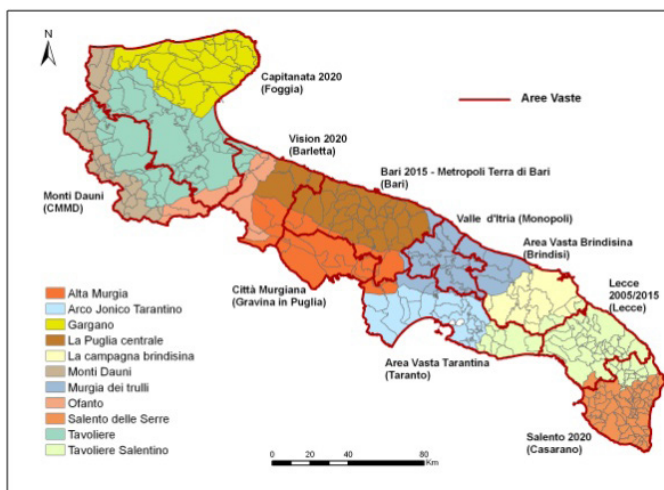 N
Capitanata 2020
(Foggia)
Aree Vaste
Vision 2020
(Barletta)
Bari 2015 - Metropoli Terra di Bari
(Bari)
Monti Dauni
(CMMD)
Valle d'Itria (Monopoli)
Area Vasta Brindisina
(Brindisi)
Lecce
2005/2015
(Lecce)
Città Murgiana
(Gravina in Puglia)
Area Vasta Tarantina
(Taranto)
Salento 2020
(Casarano)
Alta Murgia
Arco Jonico Tarantino
Gargano
La Puglia centrale
La campagna brindisina
Monti Dauni
Murgia dei trulli
Ofanto
Salento delle Serre
Tavoliere
Tavoliere Salentino
0 20 40 80
Km